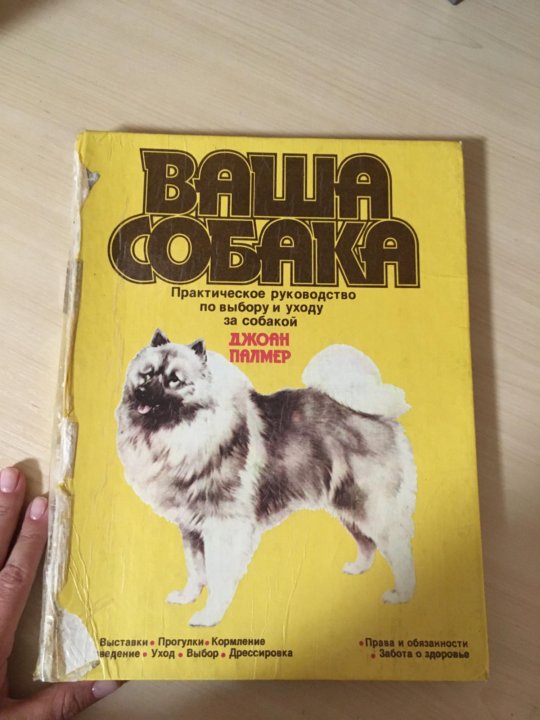 ВАША
СОБАКА
Практическое руководство
по выбору и уходу
за собакой
ДЖОАН
ПАЛМЕР
Выставки • Прогулки • Кормление
ведение • Уход • Выбор • Дрессировка
• Права и обязанности
• Забота о здоровье